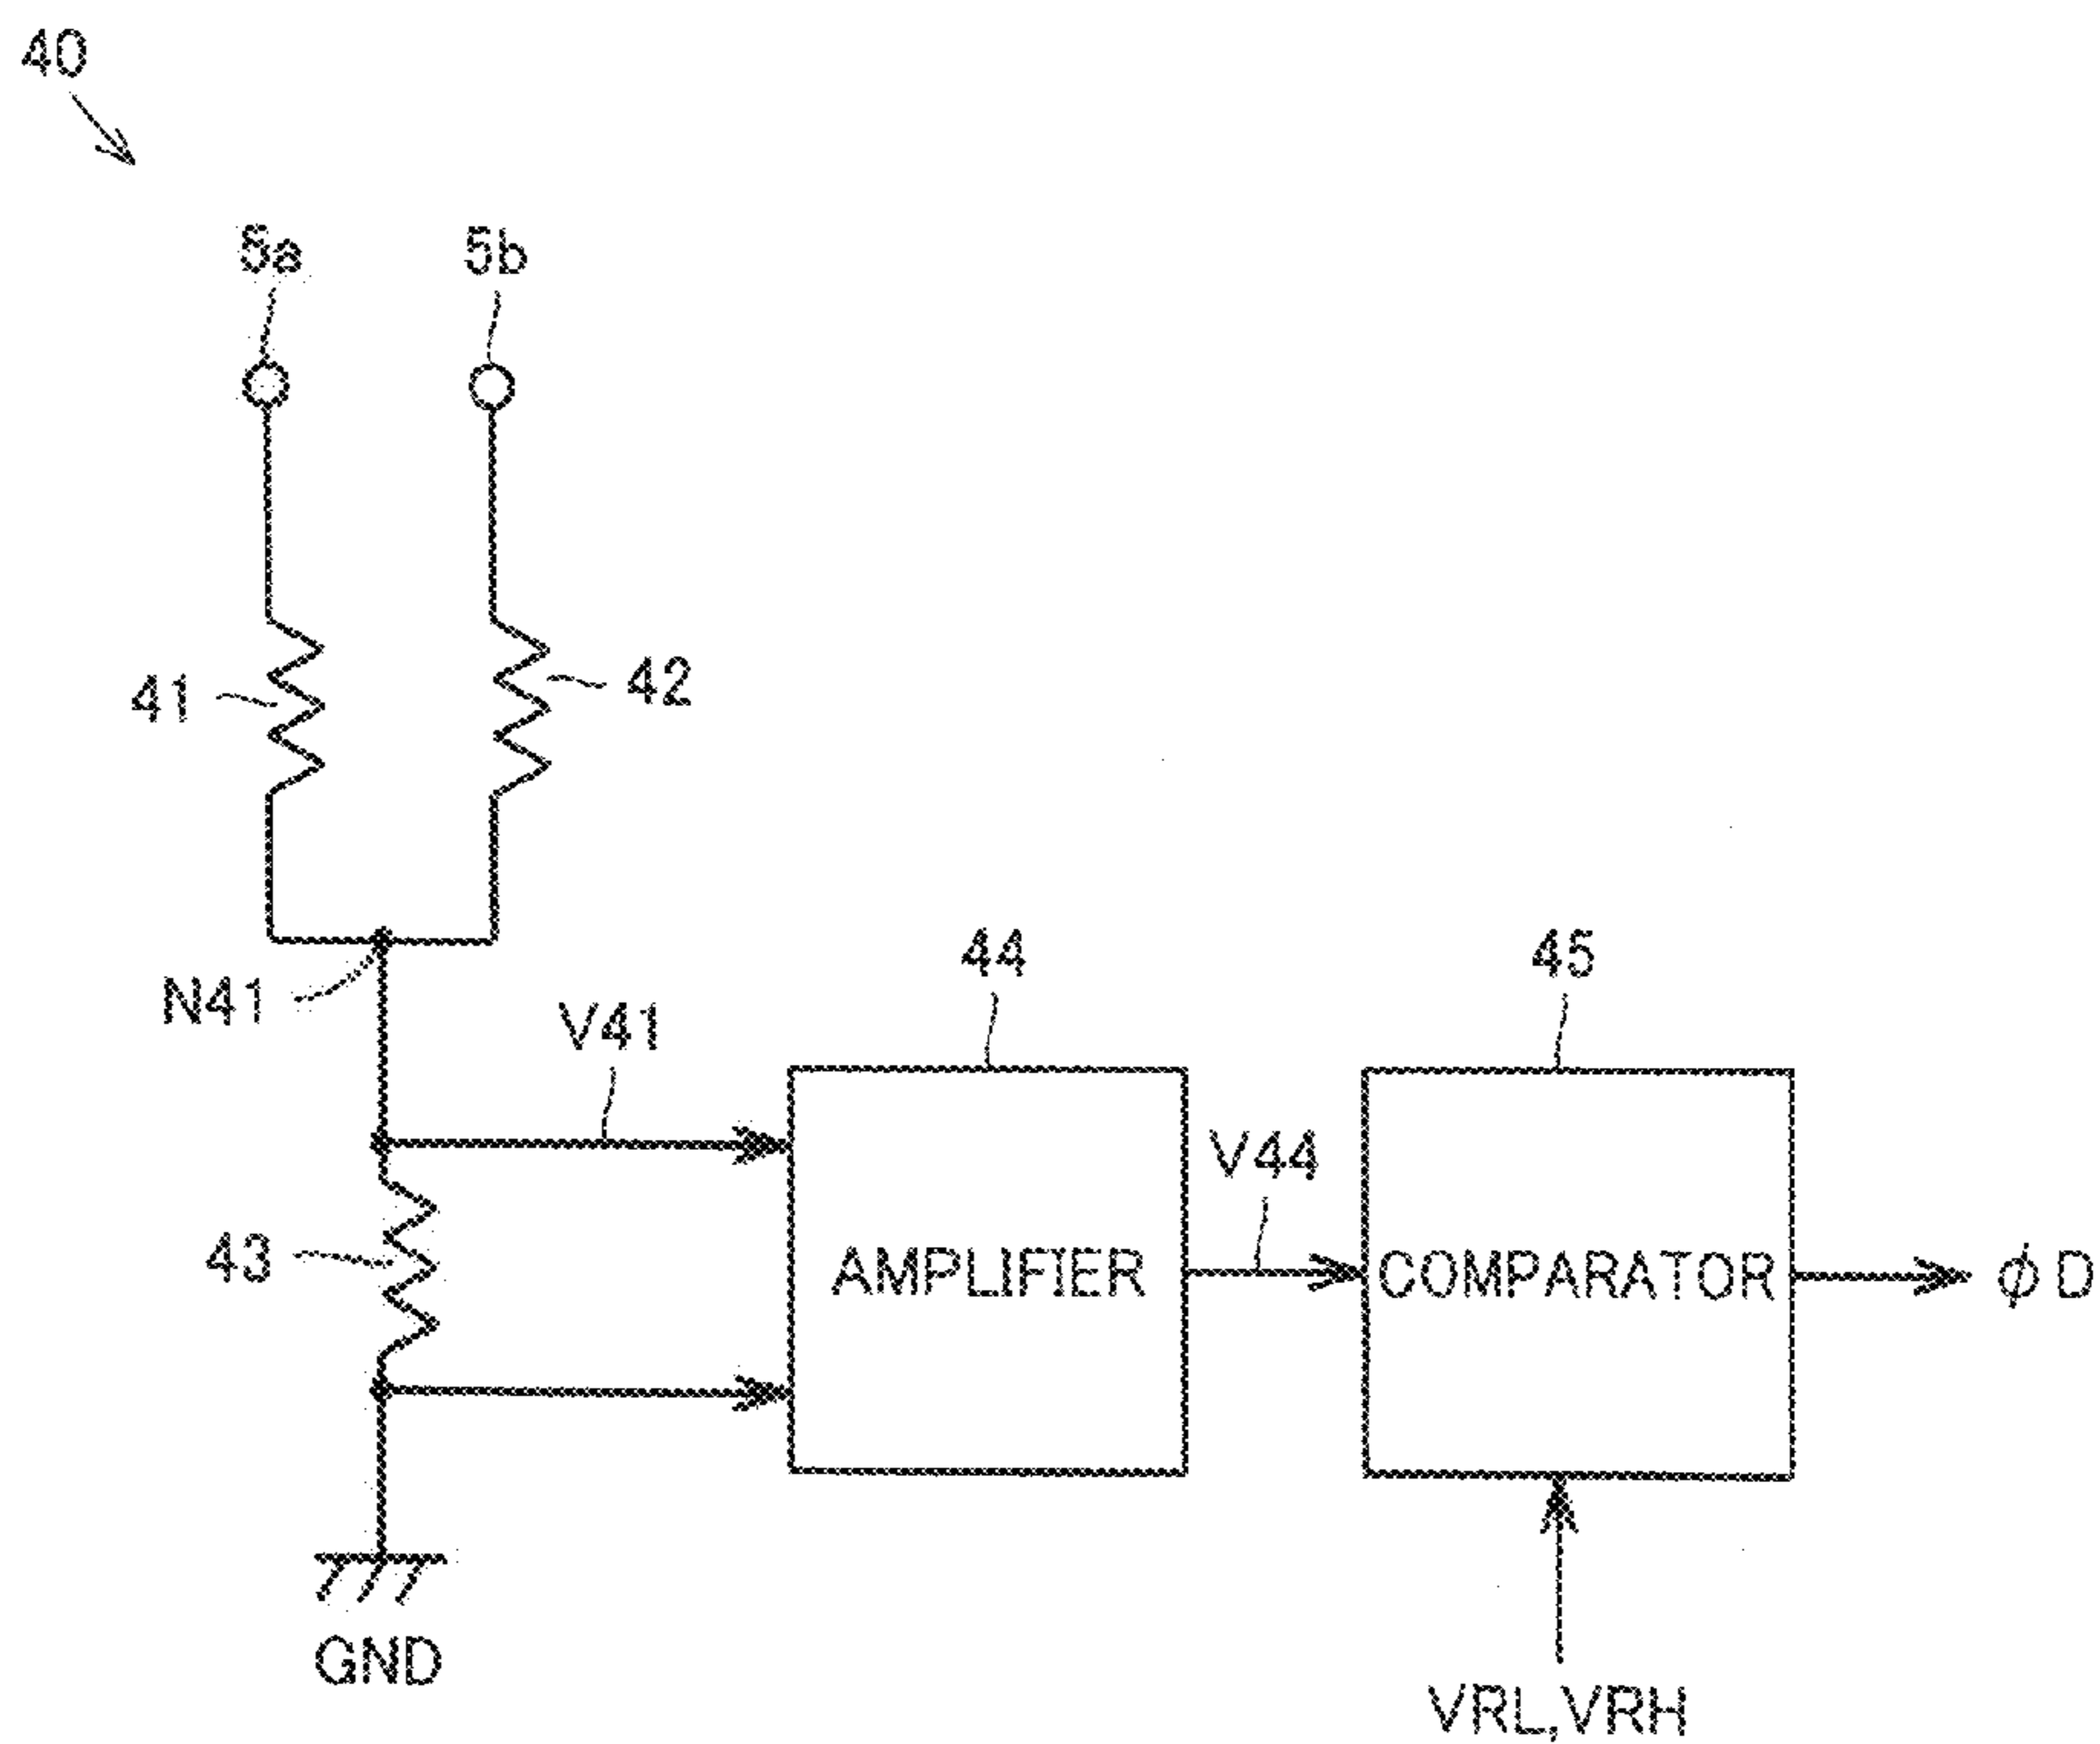 40
5a
5b
41
42
N41
V41
44
45
V44
43
AMPLIFIER
COMPARATOR
φD
GND
VRL,VRH